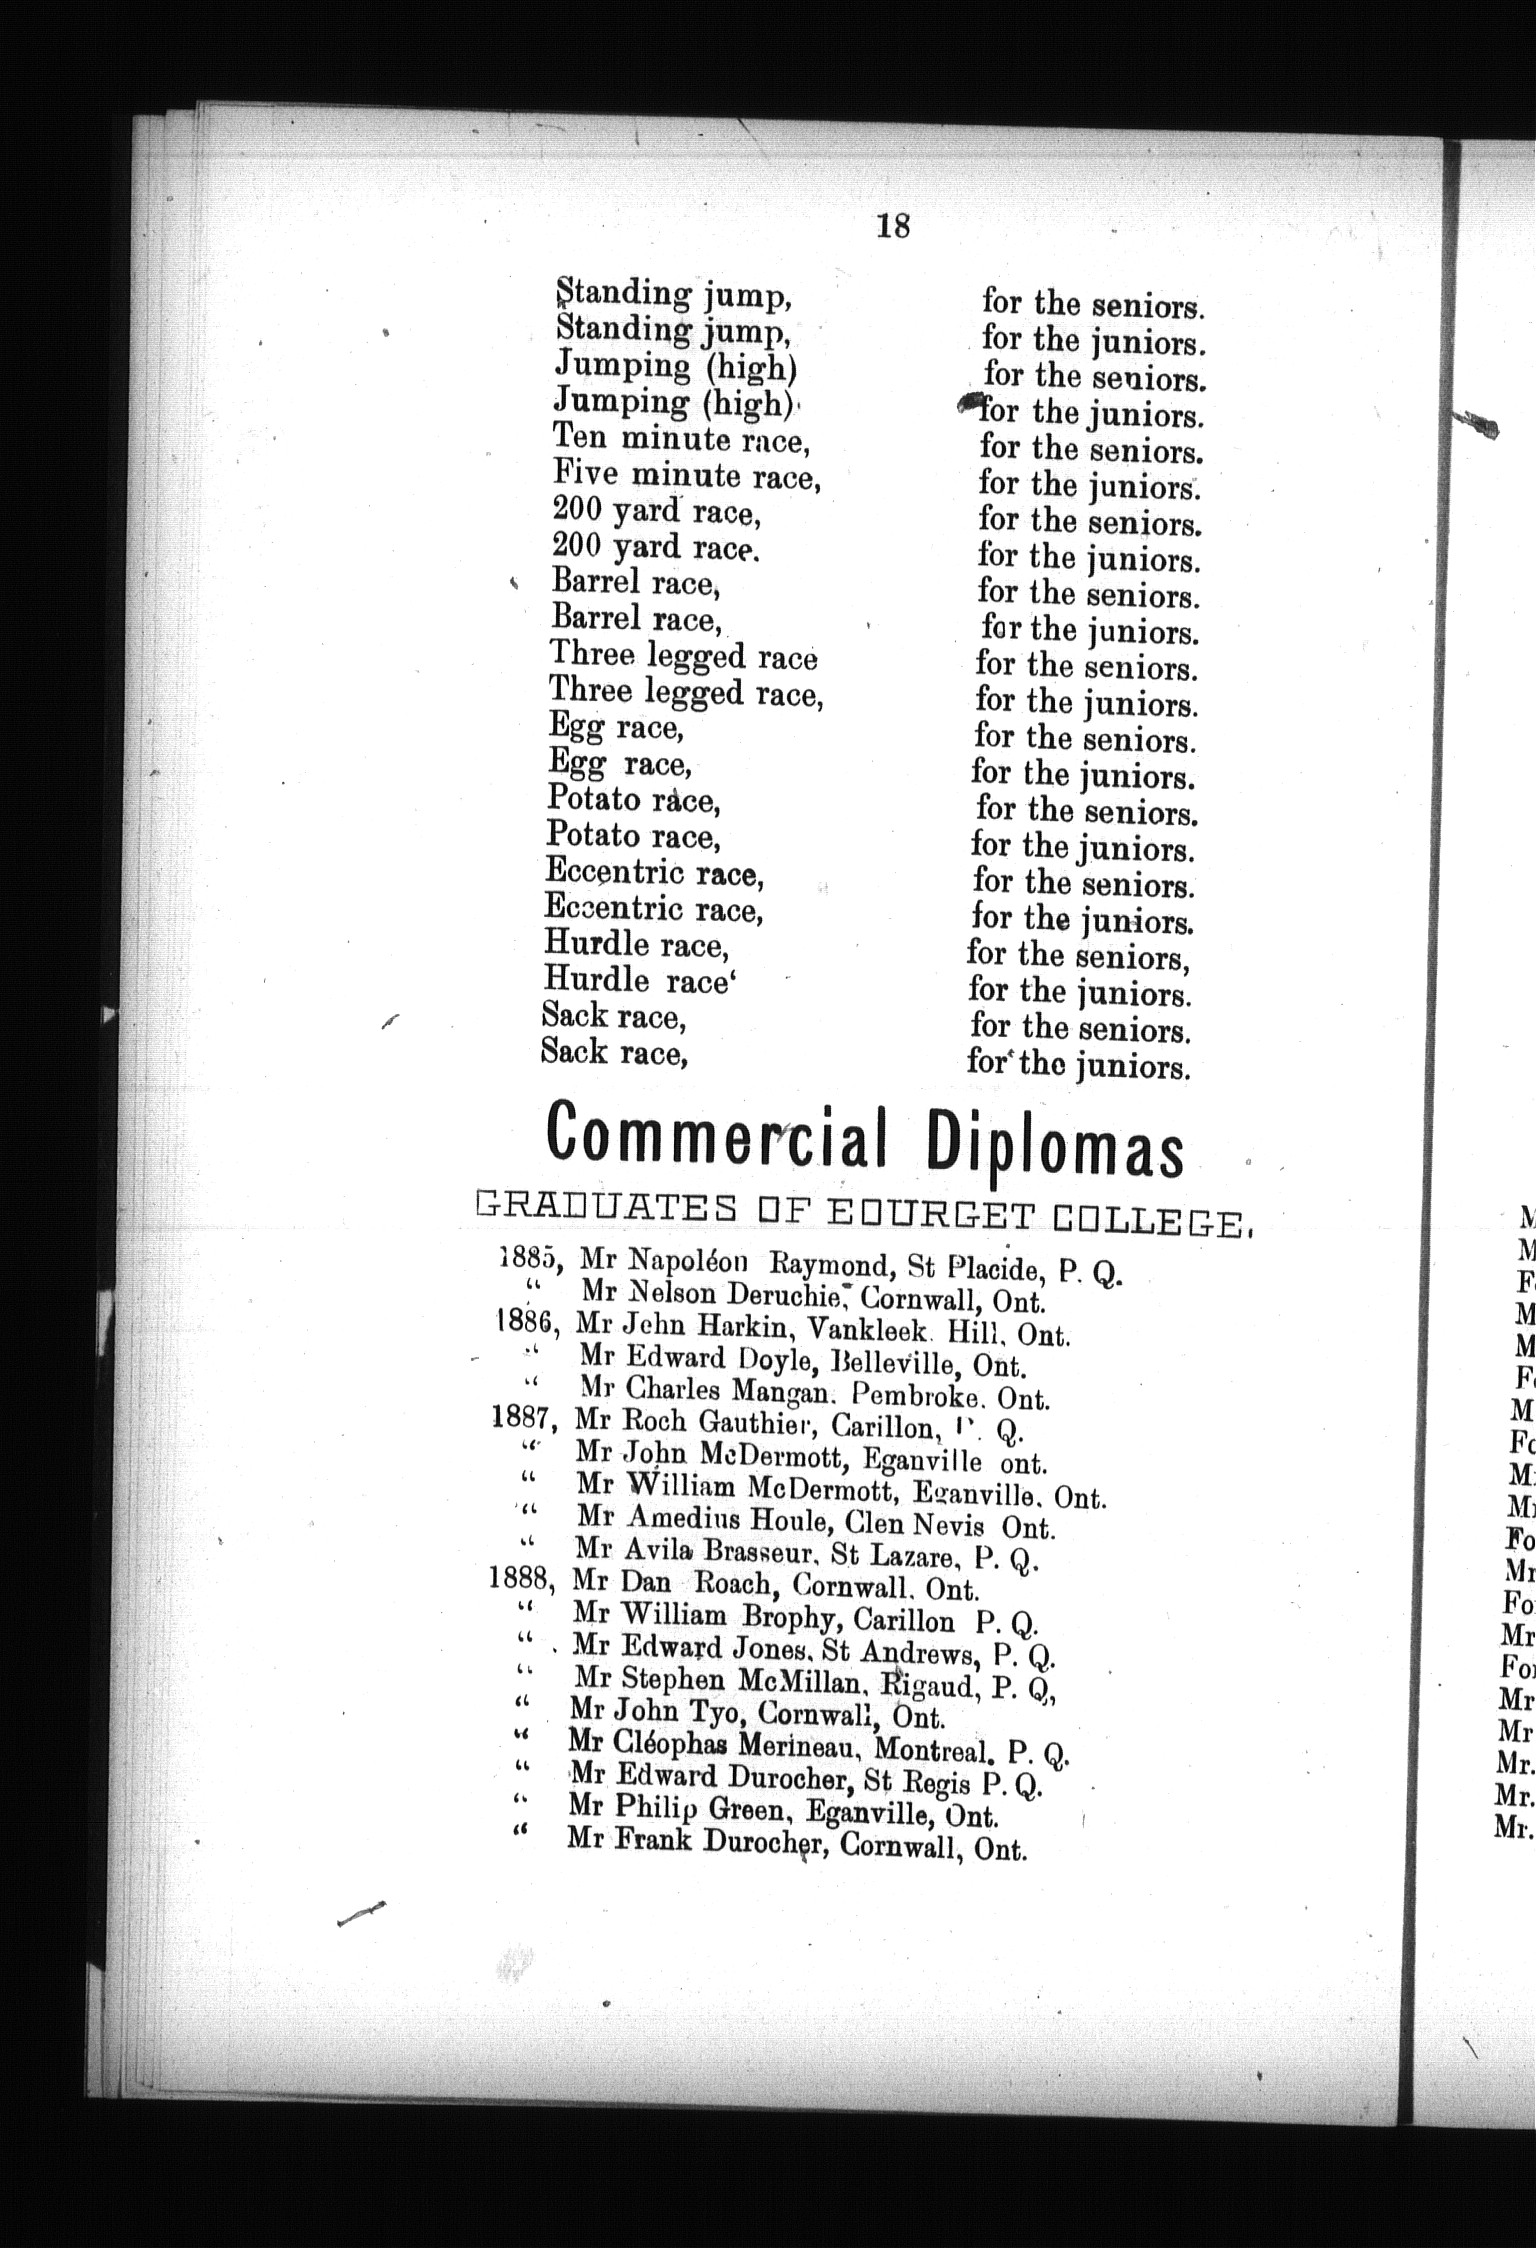 18
Standing jump, for the seniors.
Standing jump, for the juniors.
Jumping (high) for the seniors.
Jumping (high) for the juniors.
Ten minute race, for the seniors.
Five minute race, for the juniors.
200 yard race, for the seniors.
200 yard race. for the juniors.
Barrel race, for the seniors.
Barrel race, for the juniors.
Three legged race for the seniors.
Three legged race, for the juniors.
Egg race, for the seniors.
Egg race, for the juniors.
Potato race, for the seniors.
Potato race, for the juniors.
Eccentric race, for the seniors.
Eccentric race, for the juniors.
Hurdle race, for the seniors,
Hurdle race‘ for the juniors.
Sack race, for the seniors.
Sack race, for the juniors.
Commercial Diplomas
GRADUATES OF EOURGET COLLEGE.
1885, Mr Napoléon Raymond, St Placide, P. Q.
“ Mr Nelson Deruchie, Cornwall, Ont.
1886, Mr John Harkin, Vankleek. Hill, Ont.
“ Mr Edward Doyle, Belleville, Ont.
“ Mr Charles Mangan. Pembroke. Ont.
1887, Mr Roch Gauthier, Carillon, P. Q.
“ Mr John McDermott, Eganville ont.
“ Mr William McDermott, Eganville. Ont.
“ Mr Amedius Houle, Clen Nevis Ont.
“ Mr Avila Brasseur, St Lazare, P. Q.
1888, Mr Dan Roach, Cornwall. Ont.
“ Mr William Brophy, Carillon P. Q.
“ Mr Edward Jones, St Andrews, P. Q.
“ Mr Stephen McMillan, Rigaud, P. Q,
“ Mr John Tyo, Cornwall, Ont.
“ Mr Cléophas Merineau, Montreal. P. Q.
“ Mr Edward Durocher, St Regis P. Q.
“ Mr Philip Green, Eganville, Ont.
“ Mr Frank Durocher, Cornwall, Ont.